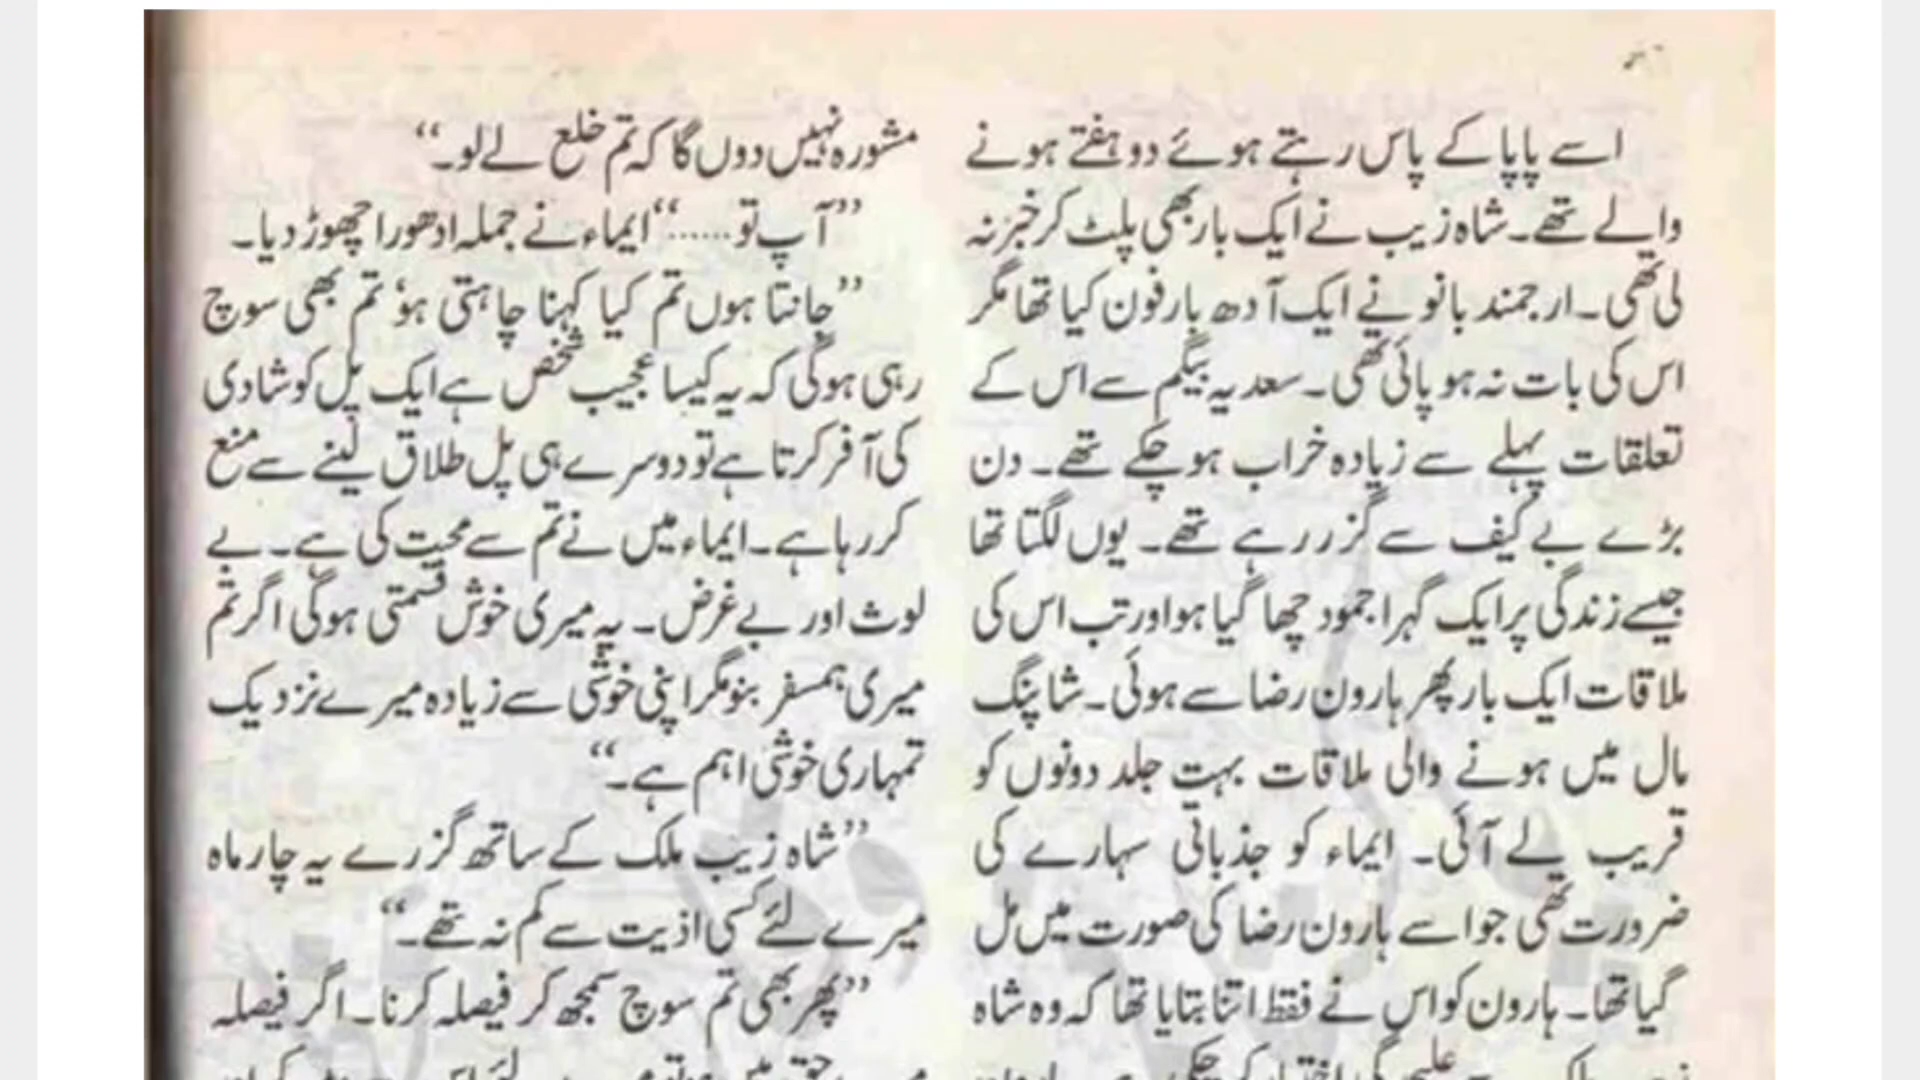 اسے پاپا کے پاس رہتے ہوئے دو ہفتے ہونے
والے تھے۔ شاہ زیب نے ایک بار بھی پلٹ کر خبر نہ
لی تھی۔ ارجمند بانو نے ایک آدھ بار فون کیا تھا مگر
اس کی بات نہ ہو پائی تھی۔ سعدیہ بیگم سے اس کے
تعلقات پہلے سے زیادہ خراب ہو چکے تھے۔ دن
بڑے بے کیف سے گزر رہے تھے۔ یوں لگتا تھا
جیسے زندگی پر ایک گہرا جمود چھا گیا ہو اور تب اس کی
ملاقات ایک بار پھر ہارون رضا سے ہوئی۔ شاپنگ
مال میں ہونے والی ملاقات بہت جلد دونوں کو
قریب لے آئی۔ ایماء کو جذباتی سہارے کی
ضرورت تھی جو اسے ہارون رضا کی صورت میں مل
گیا تھا۔ ہارون کو اس نے فقط اتنا بتایا تھا کہ وہ شاہ
مشورہ نہیں دوں گا کہ تم خلع لے لو۔“
”آپ تو......“ ایماء نے جملہ ادھورا چھوڑ دیا۔
”جانتا ہوں تم کیا کہنا چاہتی ہو‘ تم بھی سوچ
رہی ہوگی کہ یہ کیسا عجیب شخص ہے ایک پل کو شادی
کی آفر کرتا ہے تو دوسرے ہی پل طلاق لینے سے منع
کر رہا ہے۔ ایماء میں نے تم سے محبت کی ہے۔ بے
لوث اور بے غرض۔ یہ میری خوش قسمتی ہوگی اگر تم
میری ہمسفر بنو مگر اپنی خوشی سے زیادہ میرے نزدیک
تمہاری خوشی اہم ہے۔“
”شاہ زیب ملک کے ساتھ گزرے یہ چار ماہ
میرے لئے کسی اذیت سے کم نہ تھے۔“
”پھر بھی تم سوچ سمجھ کر فیصلہ کرنا۔ اگر فیصلہ